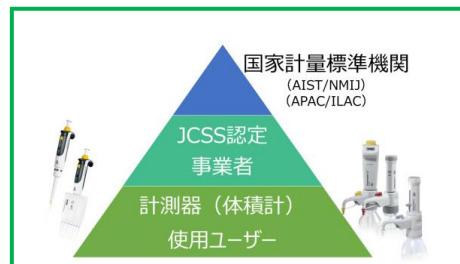 国家計量標準機関
（AIST/NMIJ）
（APAC/ILAC）
JCSS認定
事業者
計測器（体積計）
使用ユーザー